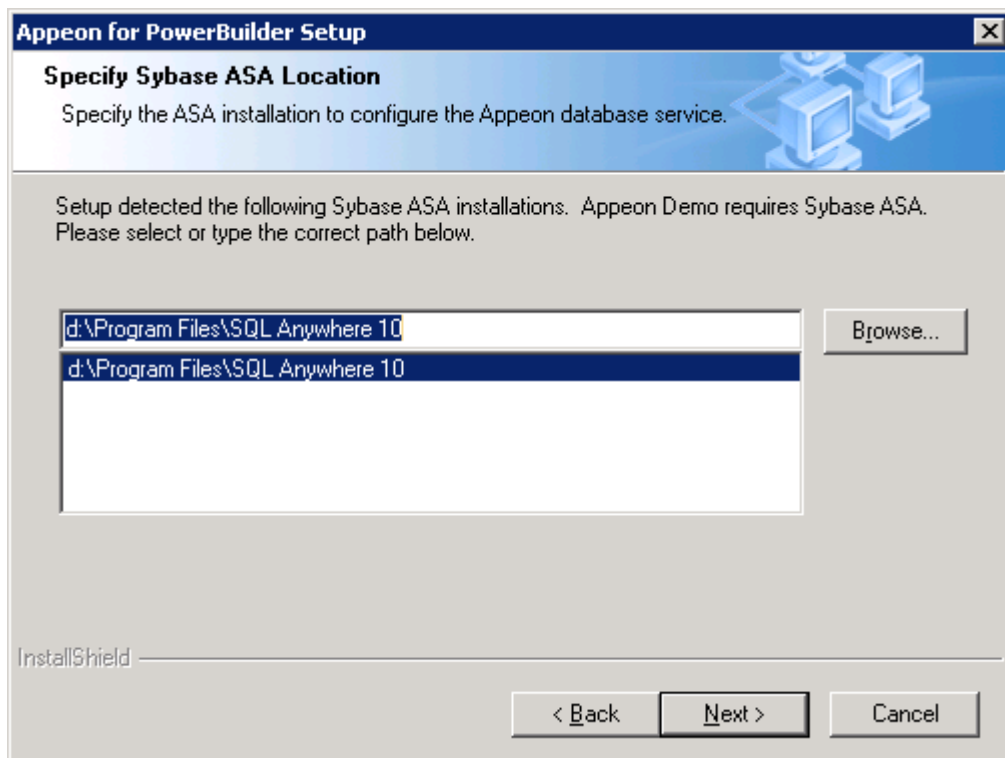 Appeon for PowerBuilder Setup
Specify Sybase ASA Location
Specify the ASA installation to configure the Appeon database service.
Setup detected the following Sybase ASA installations.  Appeon Demo requires Sybase ASA.
Please select or type the correct path below.
d:\Program Files\SQL Anywhere 10
Browse...
d:\Program Files\SQL Anywhere 10
InstallShield
< Back
Next >
Cancel